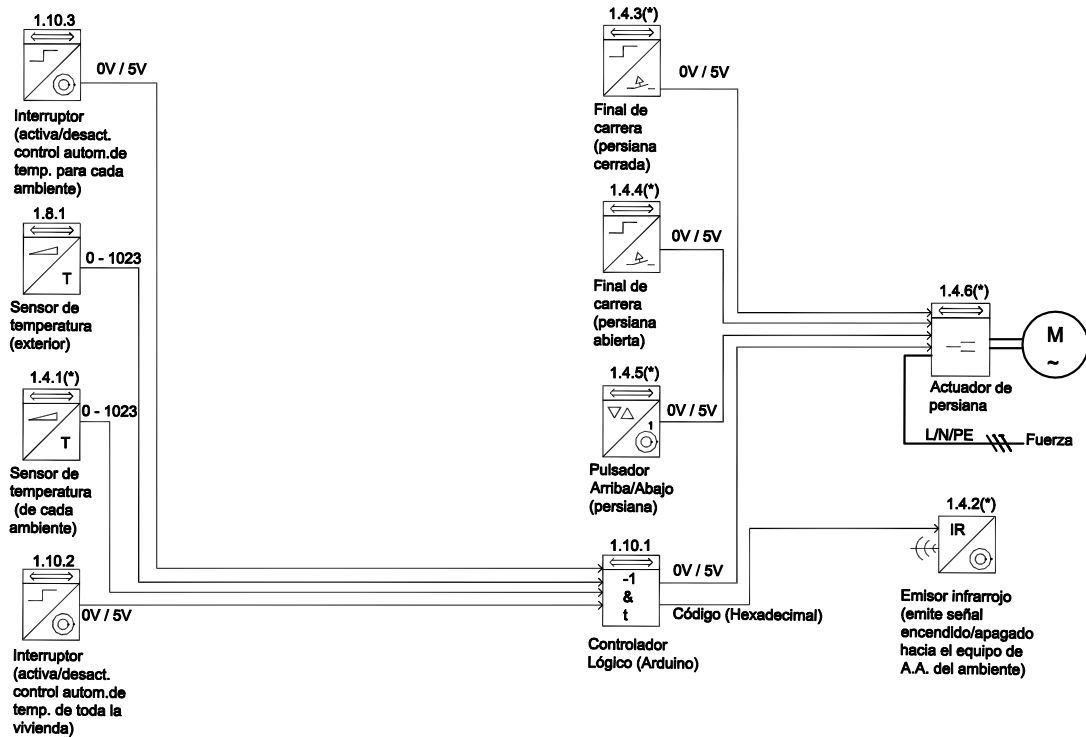 1.10.3
0V / 5V
Interruptor
(activa/desact.
control autom.de
temp. para cada
ambiente)
1.8.1
0 - 1023
T
Sensor de
temperatura
(exterior)
1.4.1(*)
0 - 1023
T
Sensor de
temperatura
(de cada
ambiente)
1.10.2
0V / 5V
Interruptor
(activa/desact.
control autom.de
temp. de toda la
vivienda)
1.4.3(*)
0V / 5V
Final de
carrera
(persiana
cerrada)
1.4.4(*)
0V / 5V
Final de
carrera
(persiana
abierta)
1.4.5(*)
0V / 5V
1
Pulsador
Arriba/Abajo
(persiana)
1.10.1
-1
&
t
0V / 5V
Código (Hexadecimal)
Controlador
Lógico (Arduino)
1.4.6(*)
M
~
Actuador de
persiana
L/N/PE
Fuerza
1.4.2(*)
IR
Emisor infrarrojo
(emite señal
encendido/apagado
hacia el equipo de
A.A. del ambiente)